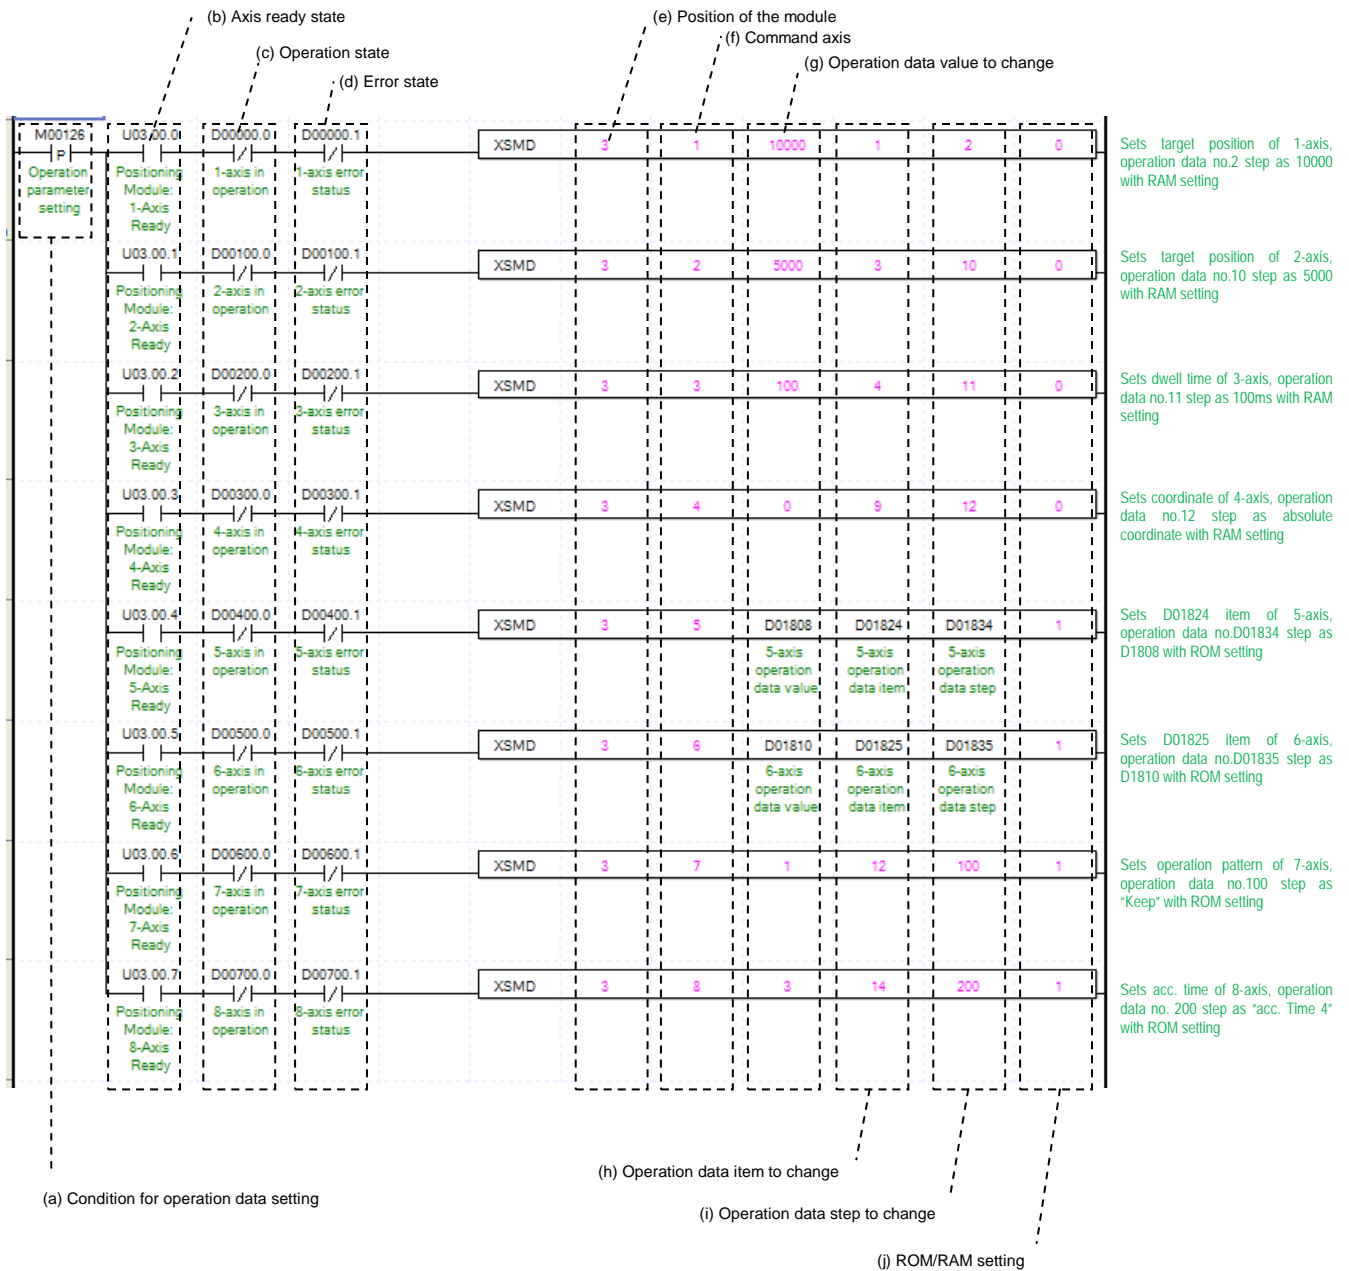 (b) Axis ready state
(e) Position of the module
(c) Operation state
(f) Command axis
(d) Error state
(g) Operation data value to change
M00126
P
Operation
parameter
setting
U03.00.0 D00000.0 D00000.1
XSMD 3 1 10000 1 2 0
Positioning
Module:
1-Axis
Ready
1-axis in
operation
1-axis error
status
Sets target position of 1-axis,
operation data no.2 step as 10000
with RAM setting
U03.00.1 D00100.0 D00100.1
XSMD 3 2 5000 3 10 0
Positioning
Module:
2-Axis
Ready
2-axis in
operation
2-axis error
status
Sets target position of 2-axis,
operation data no.10 step as 5000
with RAM setting
U03.00.2 D00200.0 D00200.1
XSMD 3 3 100 4 11 0
Positioning
Module:
3-Axis
Ready
3-axis in
operation
3-axis error
status
Sets dwell time of 3-axis, operation
data no.11 step as 100ms with RAM
setting
U03.00.3 D00300.0 D00300.1
XSMD 3 4 0 9 12 0
Positioning
Module:
4-Axis
Ready
4-axis in
operation
4-axis error
status
Sets coordinate of 4-axis, operation
data no.12 step as absolute
coordinate with RAM setting
U03.00.4 D00400.0 D00400.1
XSMD 3 5 D01808 D01824 D01834 1
Positioning
Module:
5-Axis
Ready
5-axis in
operation
5-axis error
status
5-axis
operation
data value
5-axis
operation
data item
5-axis
operation
data step
Sets D01824 item of 5-axis,
operation data no.D01834 step as
D1808 with ROM setting
U03.00.5 D00500.0 D00500.1
XSMD 3 6 D01810 D01825 D01835 1
Positioning
Module:
6-Axis
Ready
6-axis in
operation
6-axis error
status
6-axis
operation
data value
6-axis
operation
data item
6-axis
operation
data step
Sets D01825 item of 6-axis,
operation data no.D01835 step as
D1810 with ROM setting
U03.00.6 D00600.0 D00600.1
XSMD 3 7 1 12 100 1
Positioning
Module:
7-Axis
Ready
7-axis in
operation
7-axis error
status
Sets operation pattern of 7-axis,
operation data no.100 step as
“Keep” with ROM setting
U03.00.7 D00700.0 D00700.1
XSMD 3 8 3 14 200 1
Positioning
Module:
8-Axis
Ready
8-axis in
operation
8-axis error
status
Sets acc. time of 8-axis, operation
data no. 200 step as “acc. Time 4”
with ROM setting
(h) Operation data item to change
(a) Condition for operation data setting
(i) Operation data step to change
(j) ROM/RAM setting